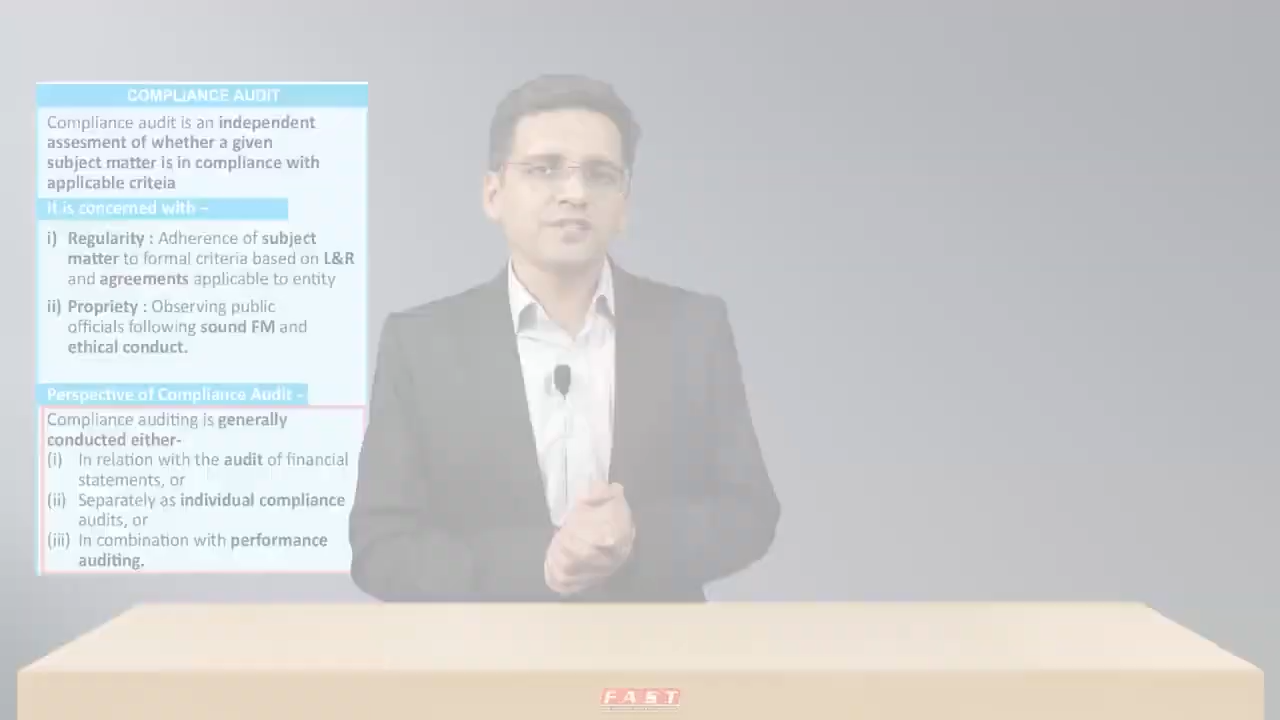 COMPLIANCE AUDIT
Compliance audit is an independent
assesment of whether a given
subject matter is in compliance with
applicable criteia
It is concerned with –
i) Regularity : Adherence of subject
matter to formal criteria based on L&R
and agreements applicable to entity
ii) Propriety : Observing public
officials following sound FM and
ethical conduct.
Perspective of Compliance Audit -
Compliance auditing is generally
conducted either-
(i) In relation with the audit of financial
statements, or
(ii) Separately as individual compliance
audits, or
(iii) In combination with performance
auditing.
FAST